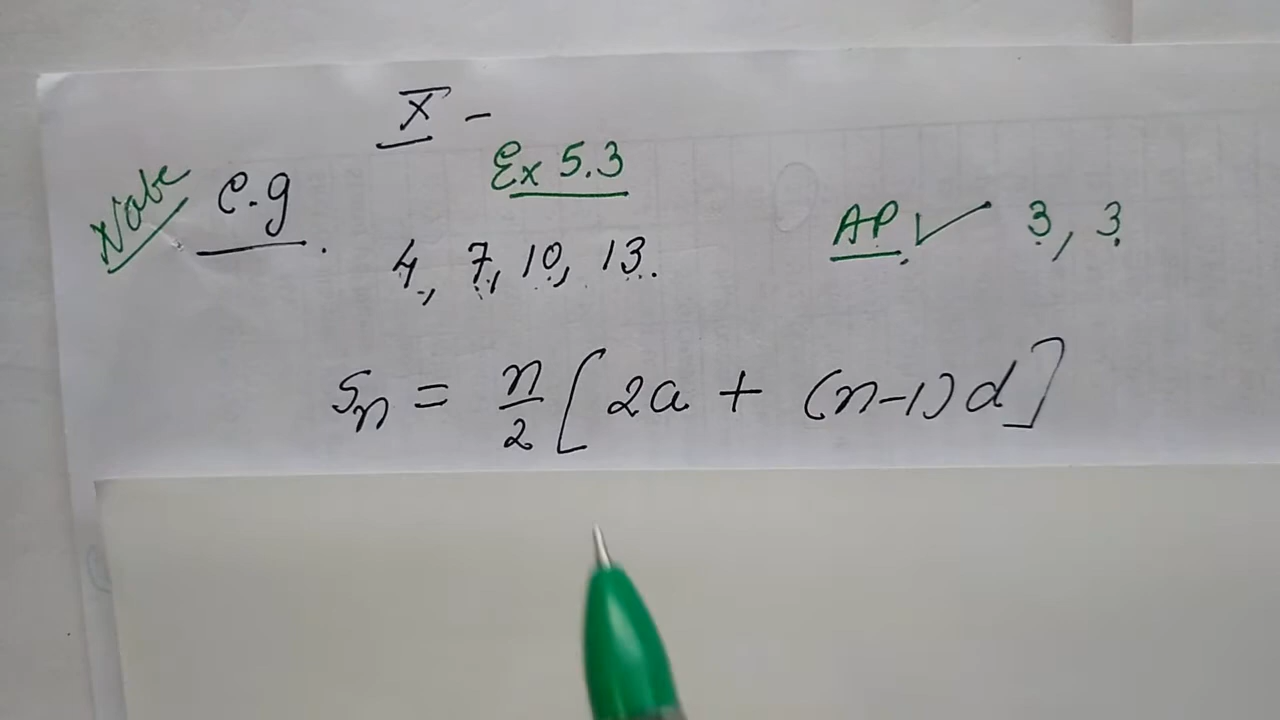 X -
Ex 5.3
Note e.g.
4, 7, 10, 13.
AP. ✓ 3, 3
Sn = n/2 [2a + (n-1)d]